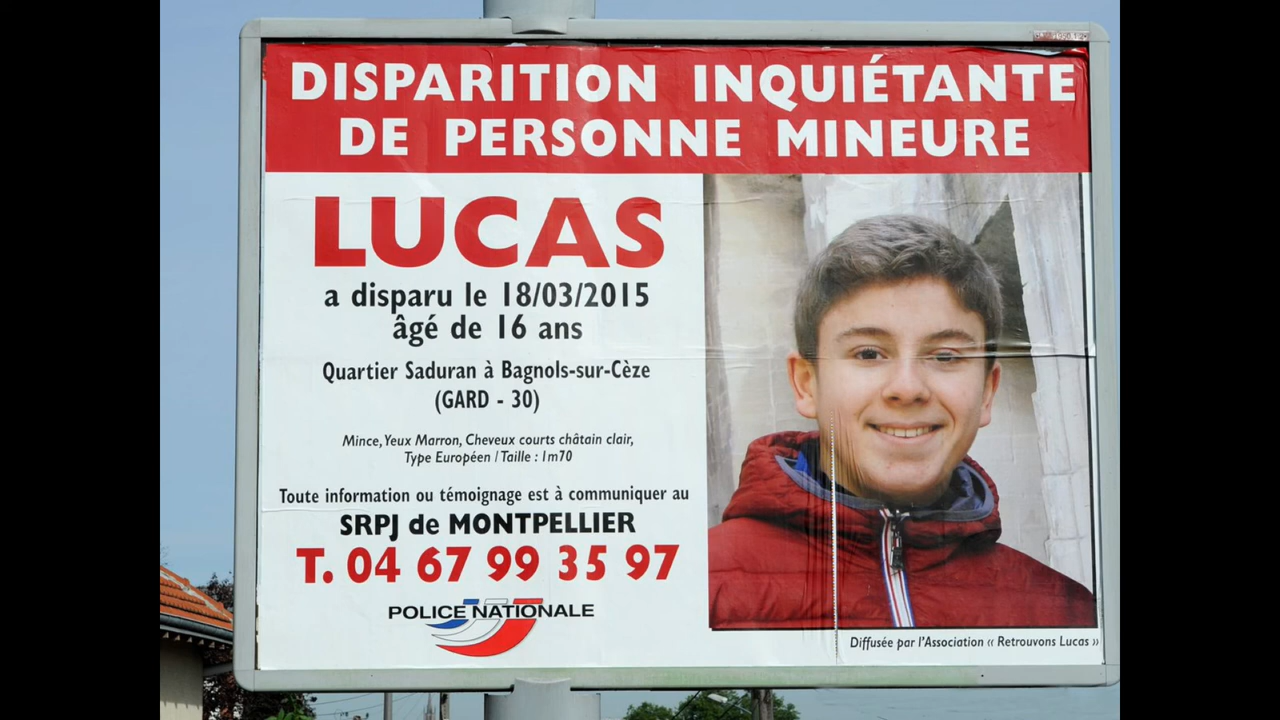 DISPARITION INQUIÉTANTE
DE PERSONNE MINEURE
LUCAS
a disparu le 18/03/2015
âgé de 16 ans
Quartier Saduran à Bagnols-sur-Cèze
(GARD - 30)
Mince, Yeux Marron, Cheveux courts châtain clair,
Type Européen / Taille : 1m70
Toute information ou témoignage est à communiquer au
SRPJ de MONTPELLIER
T. 04 67 99 35 97
POLICE NATIONALE
Diffusée par l'Association « Retrouvons Lucas »